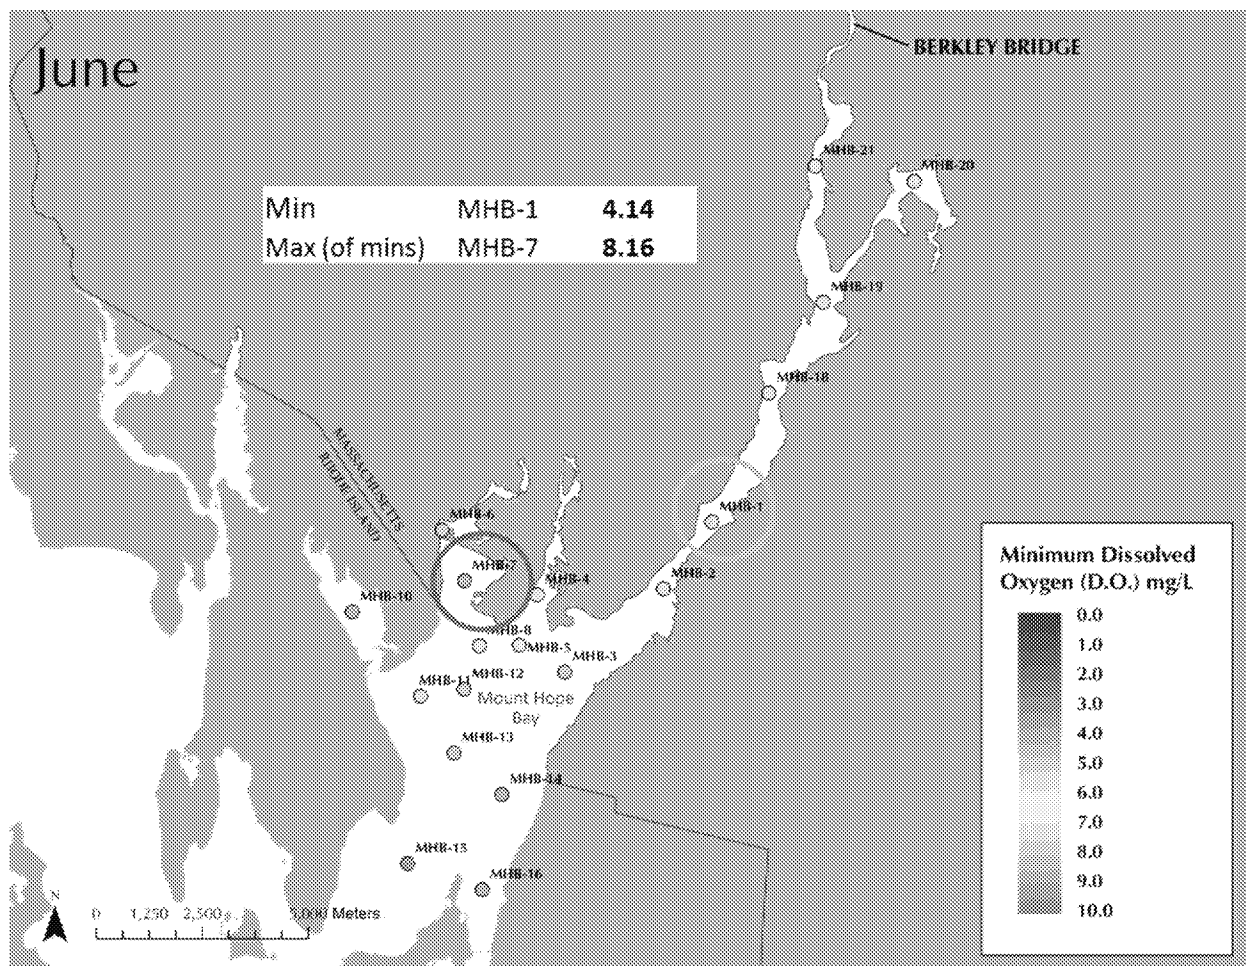 June
BERKLEY BRIDGE
MHB-21
MHB-20
Min MHB-1 4.14
Max (of mins) MHB-7 8.16
MHB-19
MHB-18
MASSACHUSETTS
RHODE ISLAND
MHB-6
MHB-1
MHB-7
MHB-4
MHB-2
MHB-10
MHB-8
MHB-5
MHB-3
MHB-12
MHB-11
Mount Hope
Bay
MHB-13
MHB-14
MHB-15
MHB-16
Minimum Dissolved
Oxygen (D.O.) mg/L
0.0
1.0
2.0
3.0
4.0
5.0
6.0
7.0
8.0
9.0
10.0
N
0 1,250 2,500 5,000 Meters